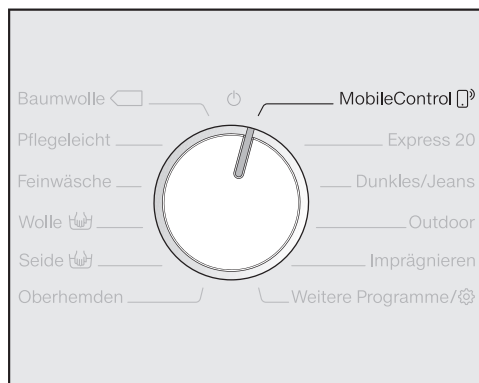 Baumwolle
MobileControl
Pflegeleicht
Express 20
Feinwäsche
Dunkles/Jeans
Wolle
Outdoor
Seide
Imprägnieren
Oberhemden
Weitere Programme/